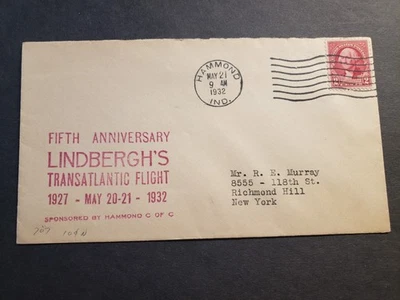 HAMMOND
MAY 21
9 AM
1932
IND.
FIFTH ANNIVERSARY
LINDBERGH'S
TRANSATLANTIC FLIGHT
1927 - MAY 20-21 - 1932
SPONSORED BY HAMMOND C OF C
Mr. R. E. Murray
8555 - 118th St.
Richmond Hill
New York